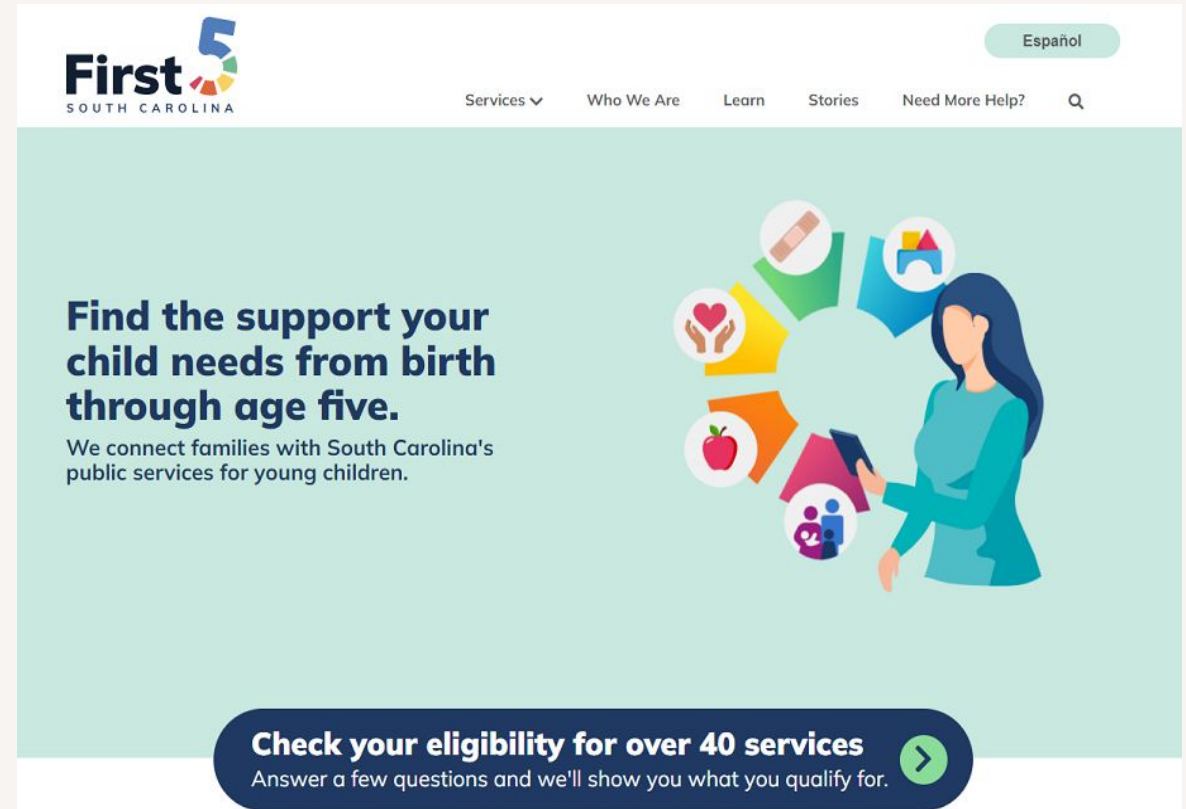 First 5
SOUTH CAROLINA
Español
Services
Who We Are
Learn
Stories
Need More Help?
Find the support your
child needs from birth
through age five.
We connect families with South Carolina's
public services for young children.
Check your eligibility for over 40 services
Answer a few questions and we'll show you what you qualify for.